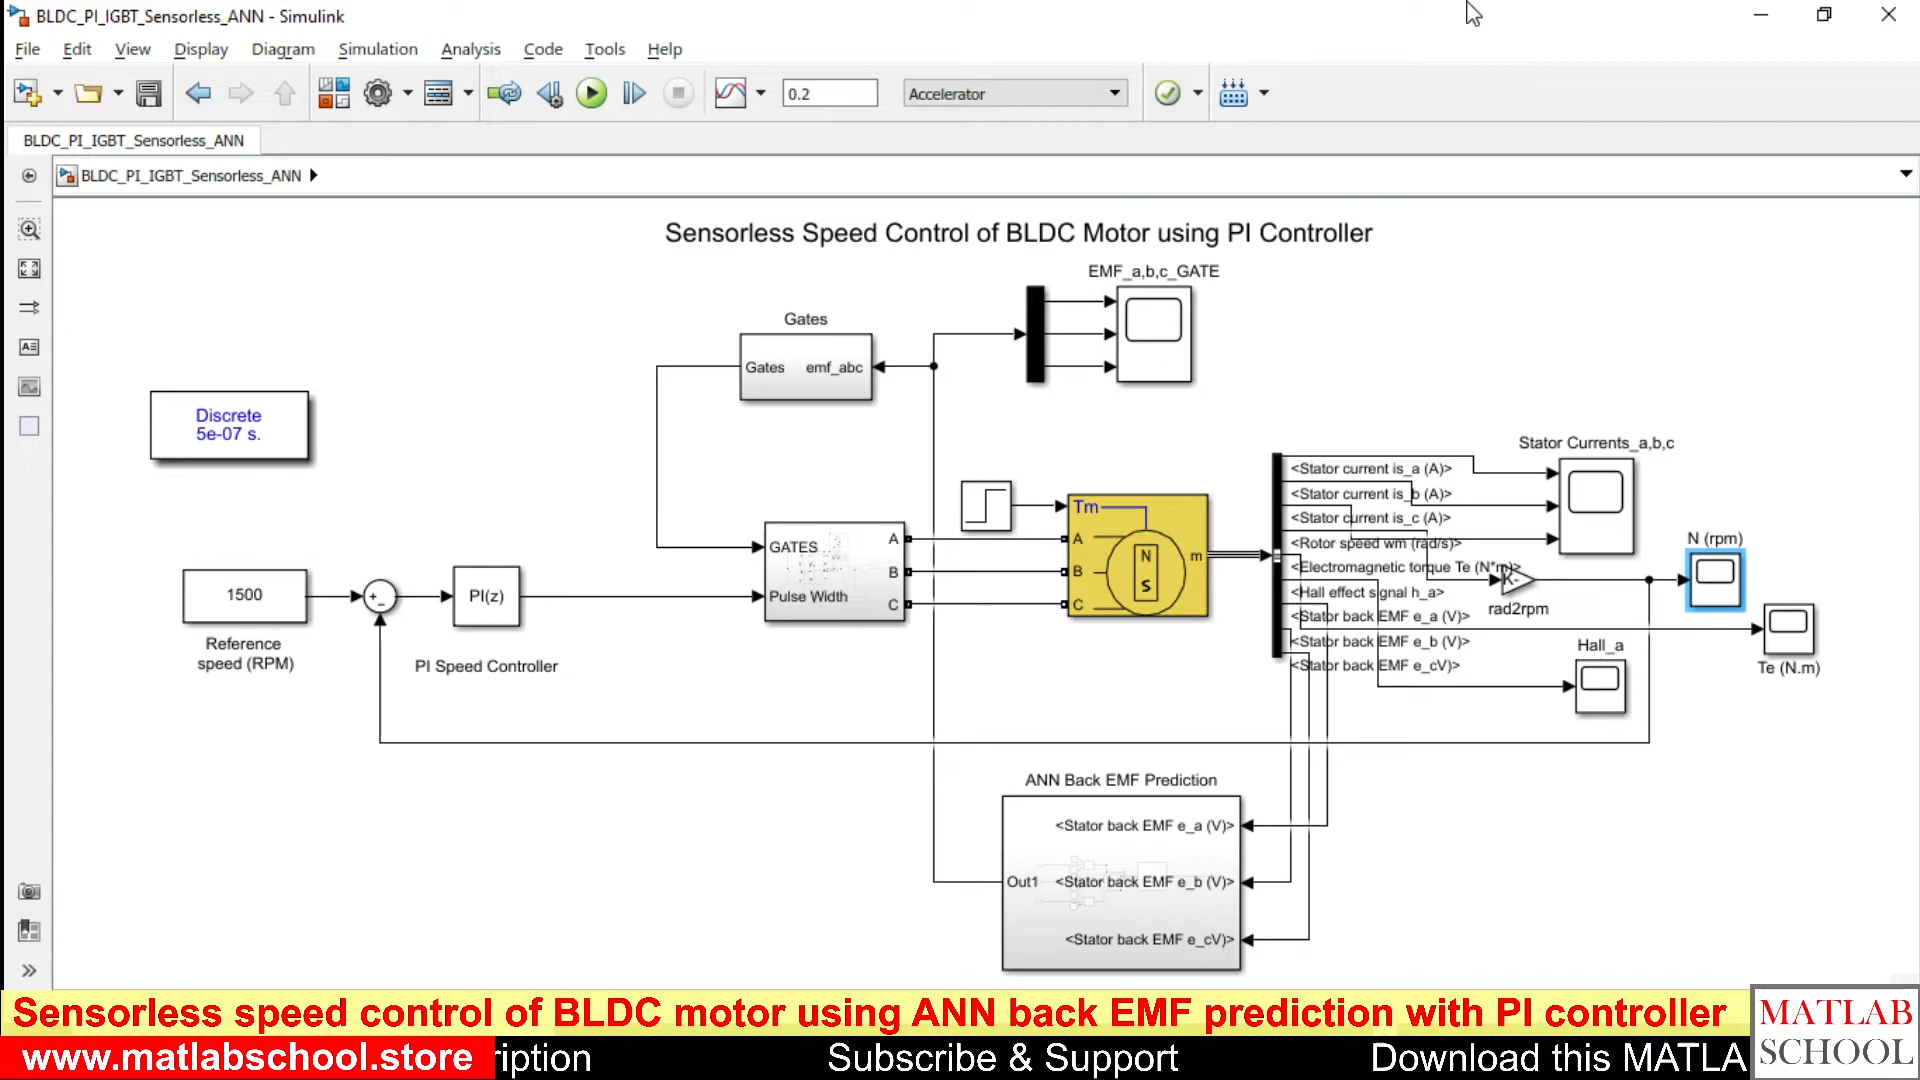 BLDC_PI_IGBT_Sensorless_ANN - Simulink
File Edit View Display Diagram Simulation Analysis Code Tools Help
0.2 Accelerator
BLDC_PI_IGBT_Sensorless_ANN
BLDC_PI_IGBT_Sensorless_ANN
Sensorless Speed Control of BLDC Motor using PI Controller
EMF_a,b,c_GATE
Gates
Gates emf_abc
Discrete
5e-07 s.
Stator Currents_a,b,c
<Stator current is_a (A)>
<Stator current is_b (A)>
<Stator current is_c (A)>
<Rotor speed wm (rad/s)>
<Electromagnetic torque Te (N*m)>
<Hall effect signal h_a>
<Stator back EMF e_a (V)>
<Stator back EMF e_b (V)>
<Stator back EMF e_cV)>
Tm
A
B
C
N
S
m
GATES
Pulse Width
A
B
C
1500
Reference
speed (RPM)
+
-
PI(z)
PI Speed Controller
K-
rad2rpm
N (rpm)
Hall_a
Te (N.m)
ANN Back EMF Prediction
<Stator back EMF e_a (V)>
Out1 <Stator back EMF e_b (V)>
<Stator back EMF e_cV)>
Sensorless speed control of BLDC motor using ANN back EMF prediction with PI controller
www.matlabschool.store ription Subscribe & Support Download this MATLA
MATLAB
SCHOOL